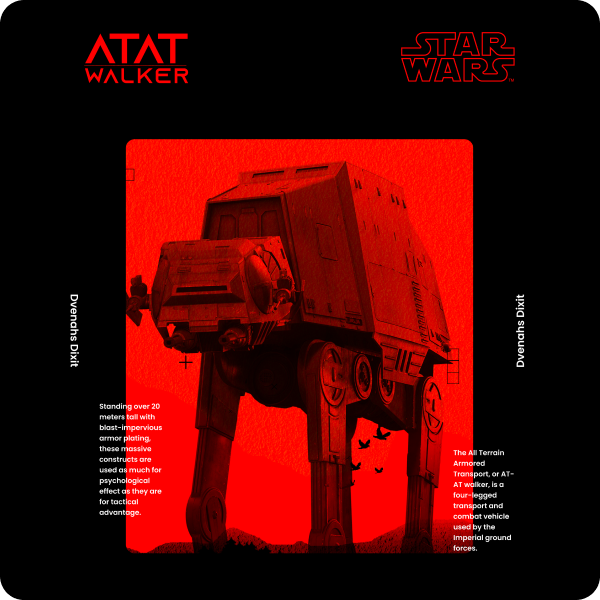 ATAT
WALKER
STAR
WARS
TM
Dvenahs Dixit
Dvenahs Dixit
Standing over 20
meters tall with
blast-impervious
armor plating,
these massive
constructs are
used as much for
psychological
effect as they are
for tactical
advantage.
The All Terrain
Armored
Transport, or AT-
AT walker, is a
four-legged
transport and
combat vehicle
used by the
Imperial ground
forces.